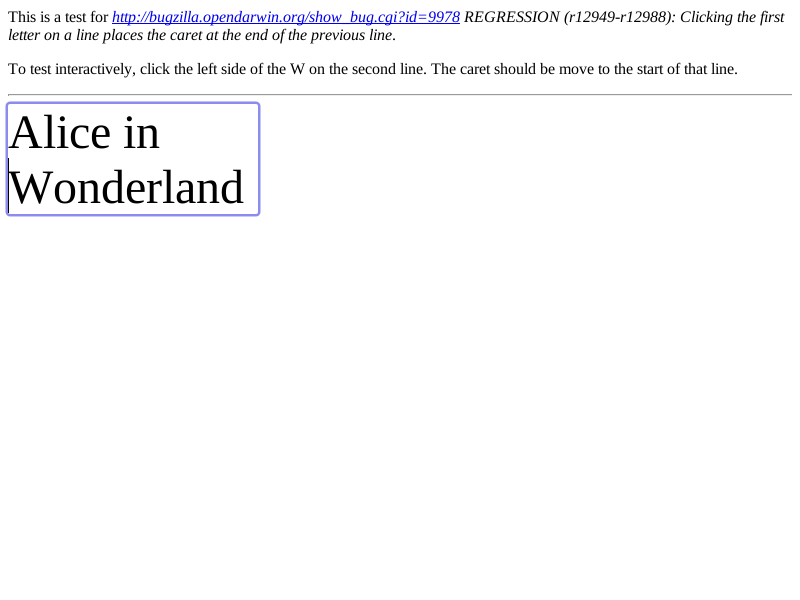 This is a test for http://bugzilla.opendarwin.org/show_bug.cgi?id=9978 REGRESSION (r12949-r12988): Clicking the first
letter on a line places the caret at the end of the previous line.
To test interactively, click the left side of the W on the second line. The caret should be move to the start of that line.
Alice in
Wonderland